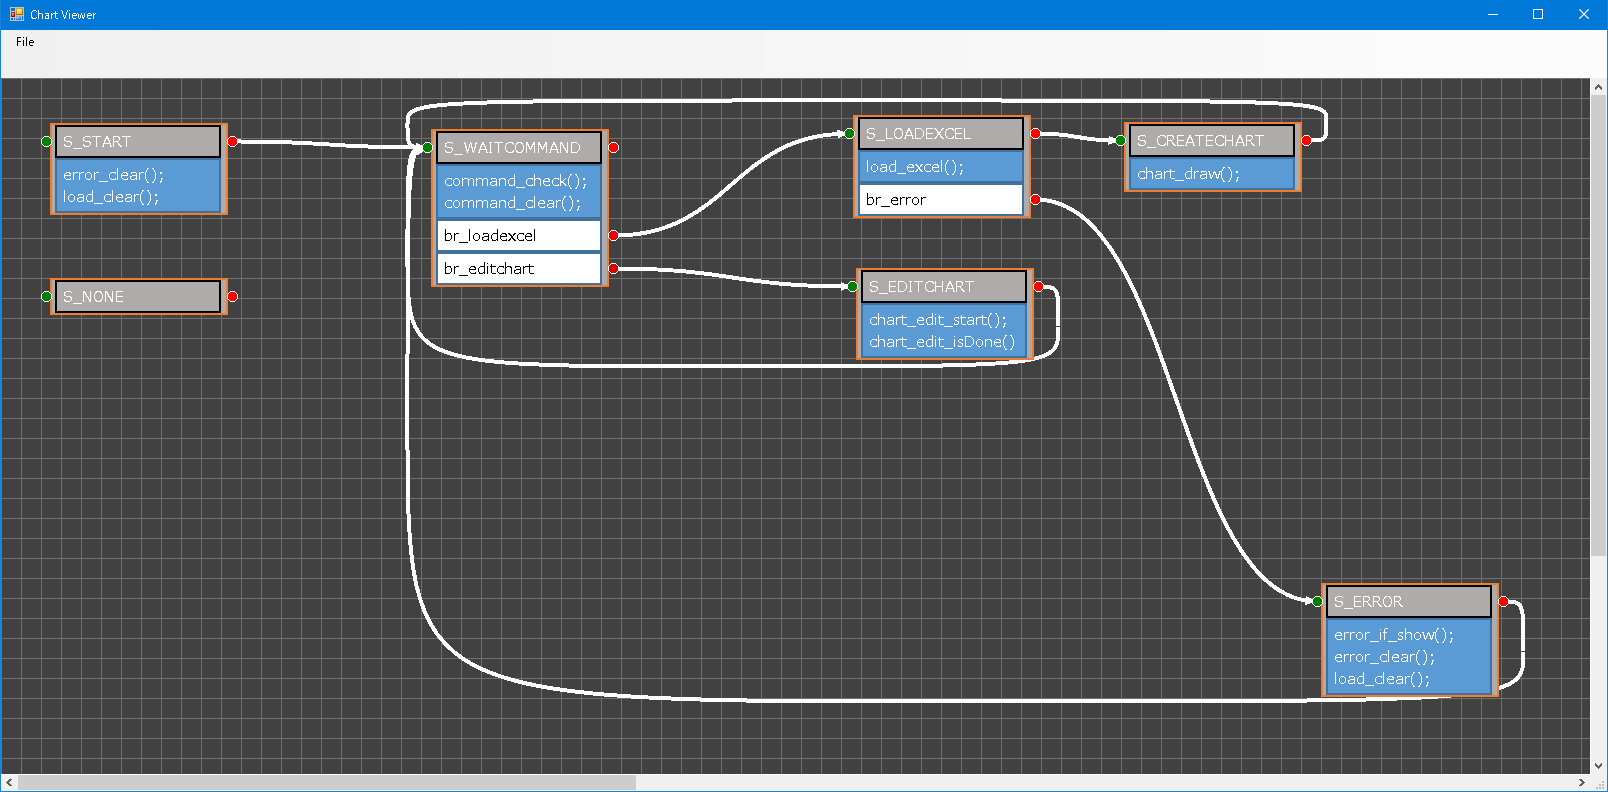 Chart Viewer
File
S_START
error_clear();
load_clear();
S_NONE
S_WAITCOMMAND
command_check();
command_clear();
br_loadexcel
br_editchart
S_LOADEXCEL
load_excel();
br_error
S_CREATECHART
chart_draw();
S_EDITCHART
chart_edit_start();
chart_edit_isDone()
S_ERROR
error_if_show();
error_clear();
load_clear();